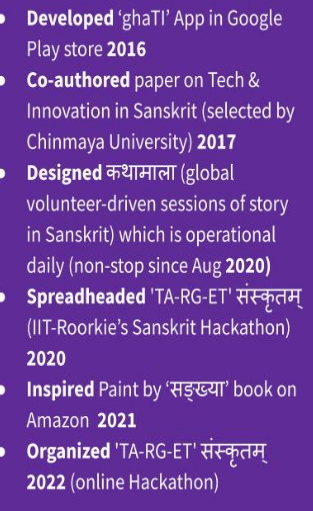 • Developed ‘ghaTI’ App in Google
Play store 2016
• Co-authored paper on Tech &
Innovation in Sanskrit (selected by
Chinmaya University) 2017
• Designed कथामाला (global
volunteer-driven sessions of story
in Sanskrit) which is operational
daily (non-stop since Aug 2020)
• Spreadheaded 'TA-RG-ET' संस्कृतम्
(IIT-Roorkie’s Sanskrit Hackathon)
2020
• Inspired Paint by ‘सङ्ख्या’ book on
Amazon 2021
• Organized 'TA-RG-ET' संस्कृतम्
2022 (online Hackathon)